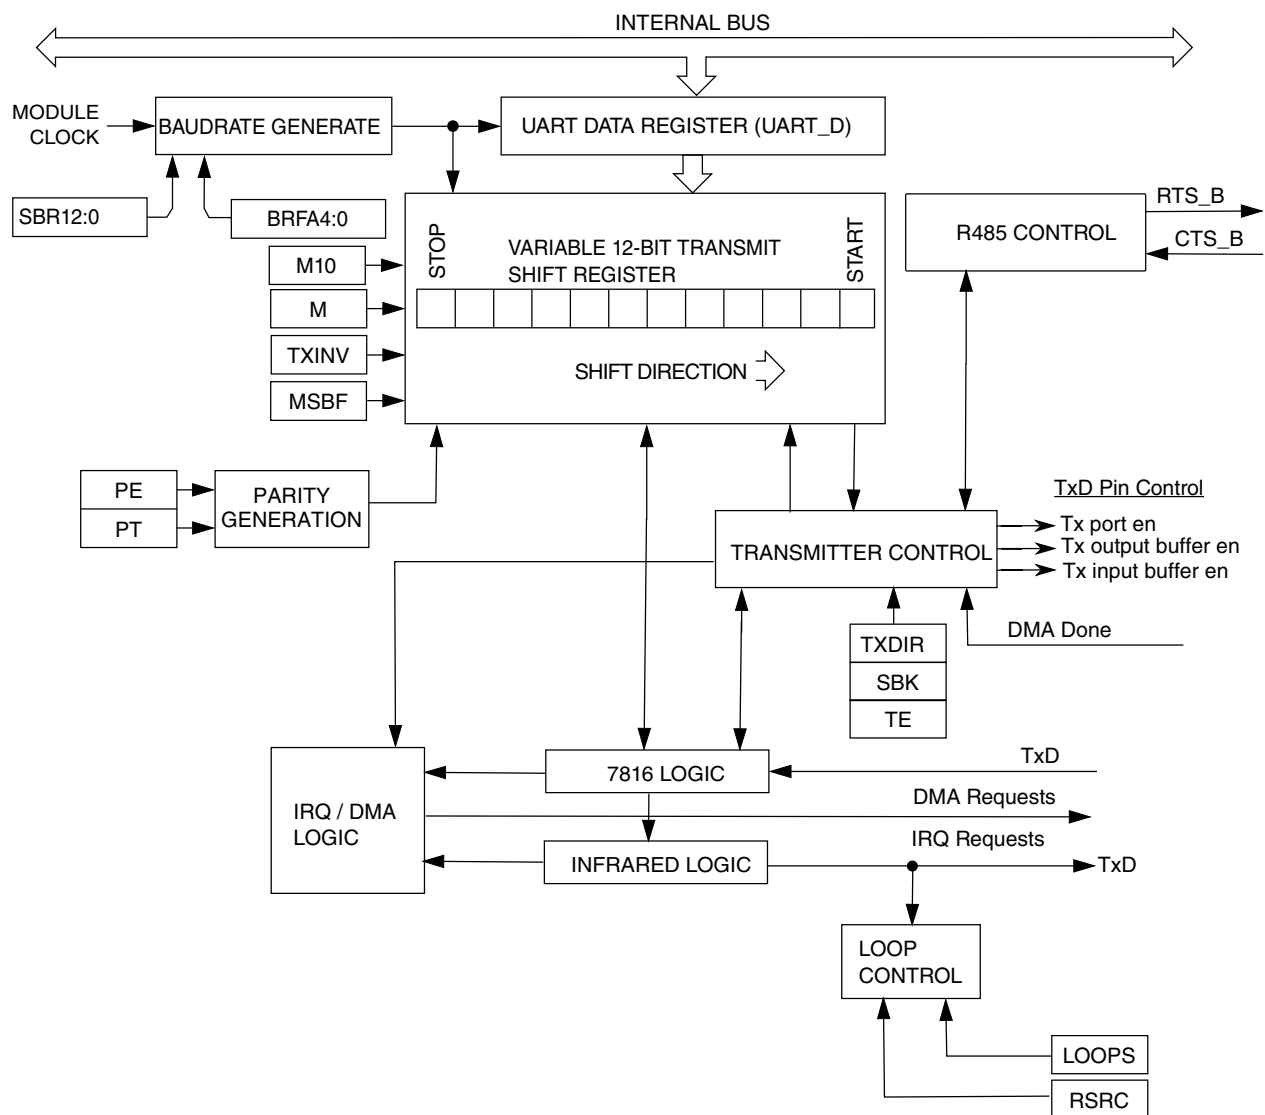 INTERNAL BUS
MODULE
CLOCK
BAUDRATE GENERATE
UART DATA REGISTER (UART_D)
SBR12:0
BRFA4:0
STOP
VARIABLE 12-BIT TRANSMIT
SHIFT REGISTER
START
R485 CONTROL
RTS_B
CTS_B
M10
M
TXINV
MSBF
SHIFT DIRECTION
PE
PT
PARITY
GENERATION
TRANSMITTER CONTROL
TxD Pin Control
Tx port en
Tx output buffer en
Tx input buffer en
DMA Done
TXDIR
SBK
TE
7816 LOGIC
TxD
IRQ / DMA
LOGIC
DMA Requests
IRQ Requests
INFRARED LOGIC
TxD
LOOP
CONTROL
LOOPS
RSRC